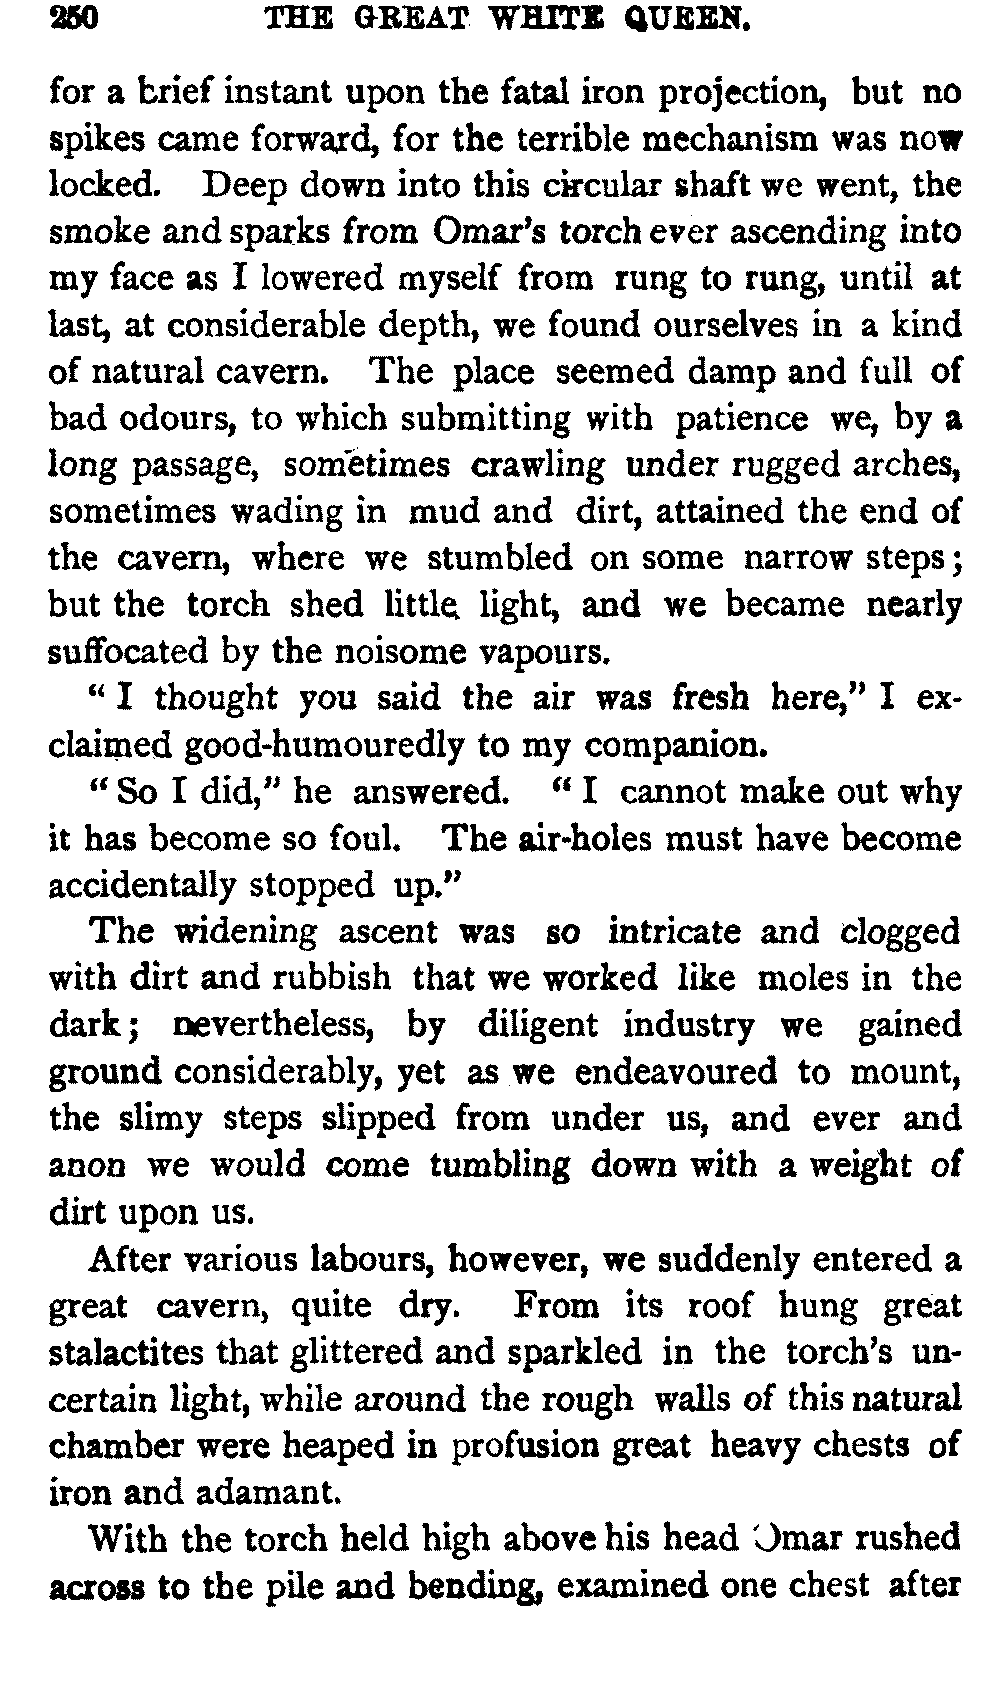 250 THE GREAT WHITE QUEEN.
for a brief instant upon the fatal iron projection, but no
spikes came forward, for the terrible mechanism was now
locked. Deep down into this circular shaft we went, the
smoke and sparks from Omar's torch ever ascending into
my face as I lowered myself from rung to rung, until at
last, at considerable depth, we found ourselves in a kind
of natural cavern. The place seemed damp and full of
bad odours, to which submitting with patience we, by a
long passage, sometimes crawling under rugged arches,
sometimes wading in mud and dirt, attained the end of
the cavern, where we stumbled on some narrow steps;
but the torch shed little light, and we became nearly
suffocated by the noisome vapours.
"I thought you said the air was fresh here," I ex-
claimed good-humouredly to my companion.
"So I did," he answered. "I cannot make out why
it has become so foul. The air-holes must have become
accidentally stopped up."
The widening ascent was so intricate and clogged
with dirt and rubbish that we worked like moles in the
dark; nevertheless, by diligent industry we gained
ground considerably, yet as we endeavoured to mount,
the slimy steps slipped from under us, and ever and
anon we would come tumbling down with a weight of
dirt upon us.
After various labours, however, we suddenly entered a
great cavern, quite dry. From its roof hung great
stalactites that glittered and sparkled in the torch's un-
certain light, while around the rough walls of this natural
chamber were heaped in profusion great heavy chests of
iron and adamant.
With the torch held high above his head Omar rushed
across to the pile and bending, examined one chest after